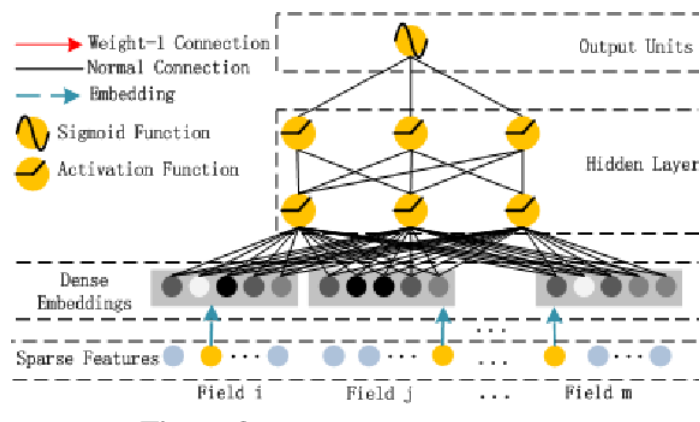 Weight-1 Connection
Normal Connection
Embedding
Sigmoid Function
Activation Function
Output Units
Hidden Layer
Dense
Embeddings
...
Sparse Features ... ... ... ...
Field i Field j ... Field m